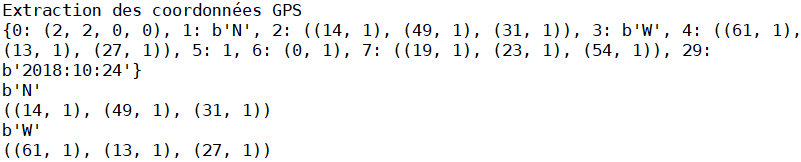 Extraction des coordonnées GPS
{0: (2, 2, 0, 0), 1: b'N', 2: ((14, 1), (49, 1), (31, 1)), 3: b'W', 4: ((61, 1),
(13, 1), (27, 1)), 5: 1, 6: (0, 1), 7: ((19, 1), (23, 1), (54, 1)), 29:
b'2018:10:24'}
b'N'
((14, 1), (49, 1), (31, 1))
b'W'
((61, 1), (13, 1), (27, 1))